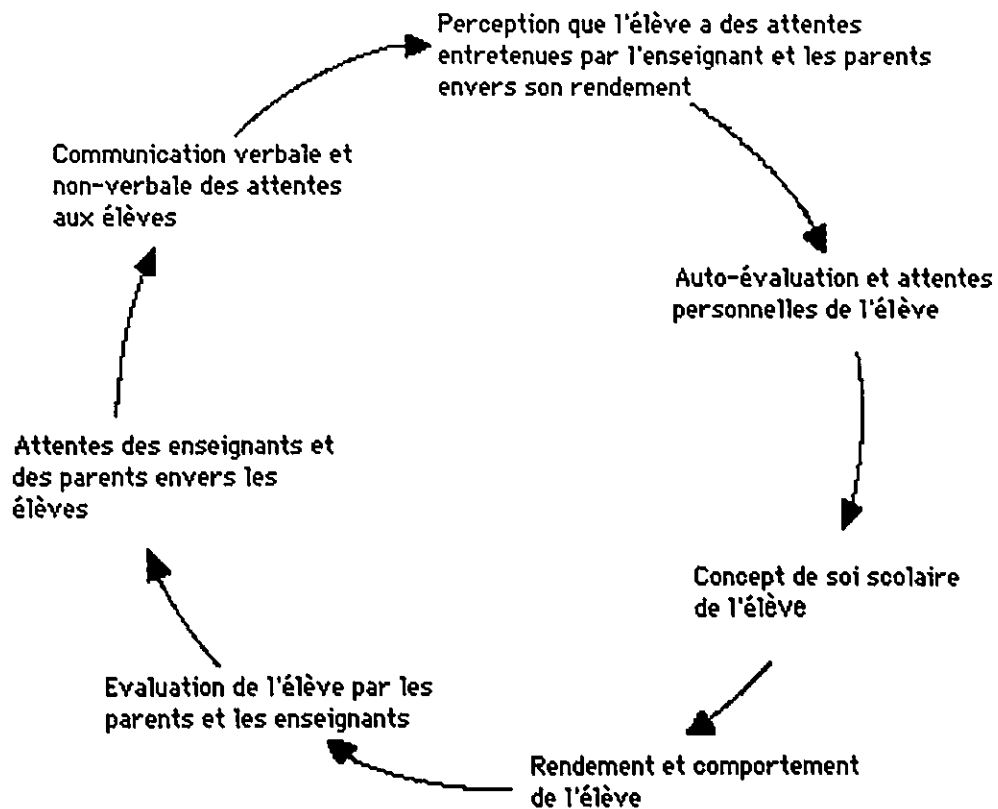 Perception que l'élève a des attentes
entretenues par l'enseignant et les parents
envers son rendement
Communication verbale et
non-verbale des attentes
aux élèves
Auto-évaluation et attentes
personnelles de l'élève
Attentes des enseignants et
des parents envers les
élèves
Concept de soi scolaire
de l'élève
Evaluation de l'élève par les
parents et les enseignants
Rendement et comportement
de l'élève